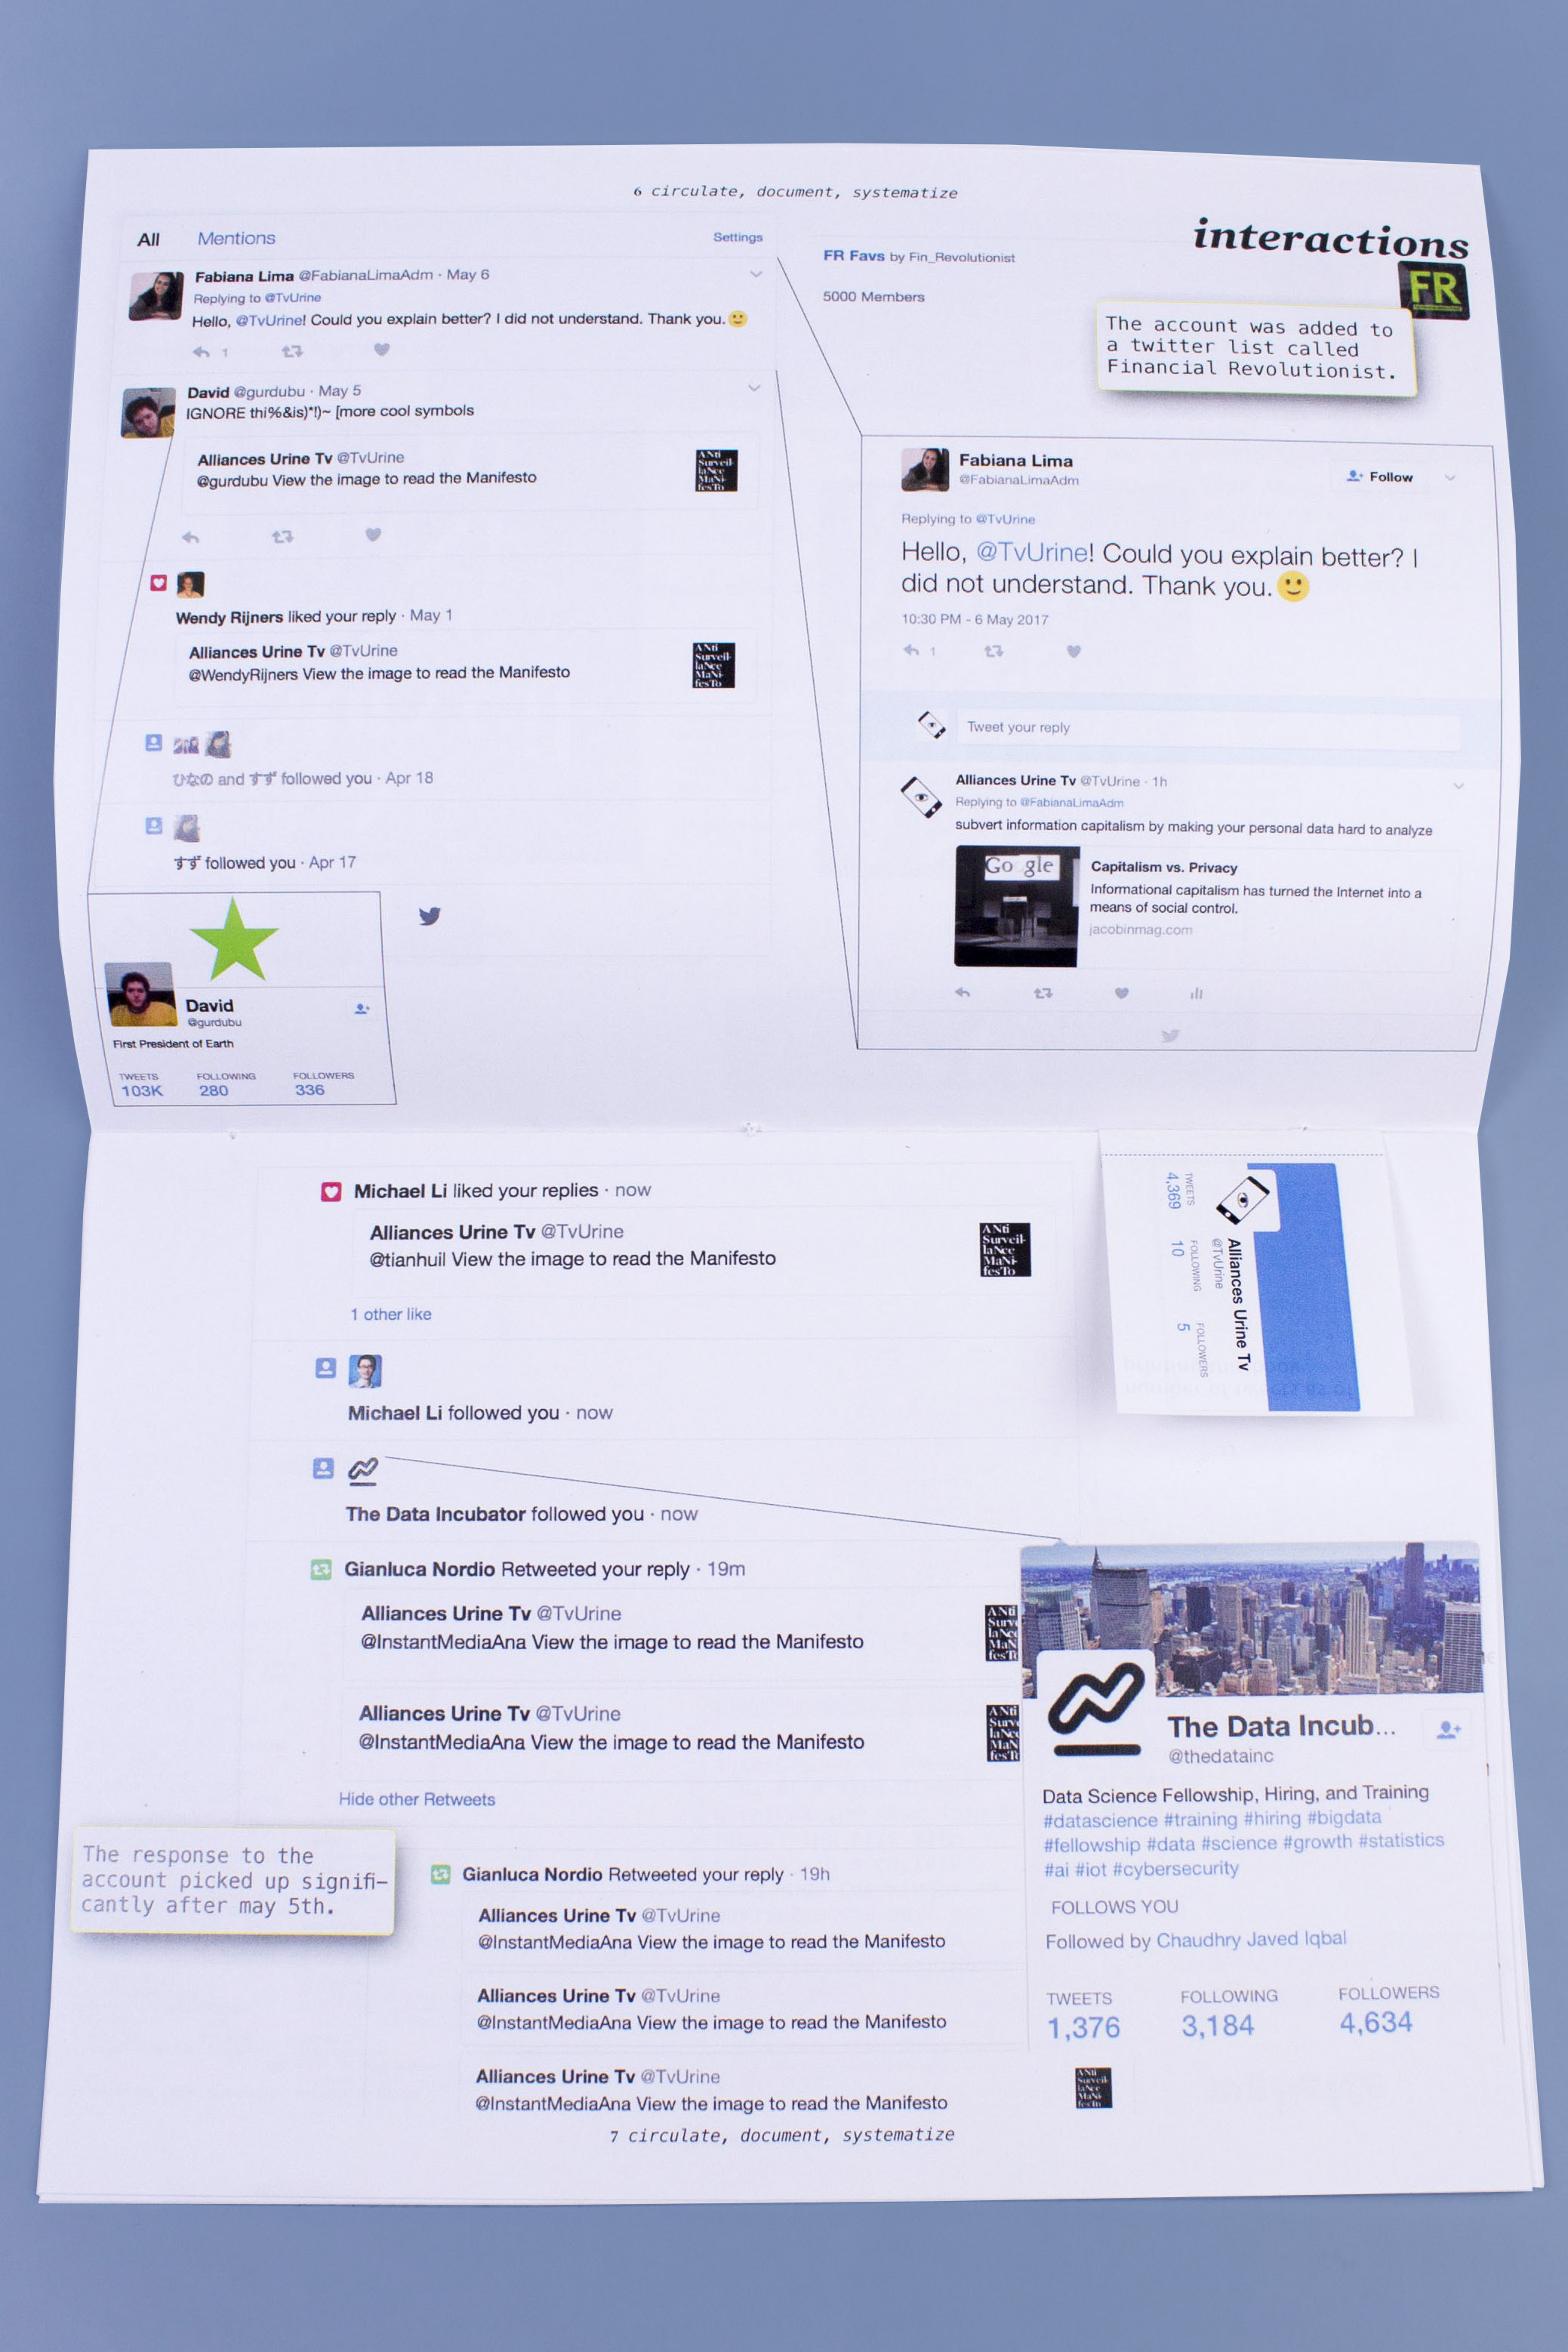 6 circulate, document, systematize
interactions
All Mentions Settings
Fabiana Lima @FabianaLimaAdm · May 6
Replying to @TvUrine
Hello, @TvUrine! Could you explain better? I did not understand. Thank you.🙂
1
David @gurdubu · May 5
IGNORE thi%&is)*!)~ [more cool symbols
Alliances Urine Tv @TvUrine
@gurdubu View the image to read the Manifesto
ANti
Surveil-
laNce
MaNi-
fesTo
Wendy Rijners liked your reply · May 1
Alliances Urine Tv @TvUrine
@WendyRijners View the image to read the Manifesto
ANti
Surveil-
laNce
MaNi-
fesTo
ひなの and すず followed you · Apr 18
すず followed you · Apr 17
David
@gurdubu
First President of Earth
TWEETS FOLLOWING FOLLOWERS
103K 280 336
FR Favs by Fin_Revolutionist
5000 Members
FR
The account was added to
a twitter list called
Financial Revolutionist.
Fabiana Lima
@FabianaLimaAdm
Follow
Replying to @TvUrine
Hello, @TvUrine! Could you explain better? I
did not understand. Thank you.🙂
10:30 PM - 6 May 2017
1
Tweet your reply
Alliances Urine Tv @TvUrine · 1h
Replying to @FabianaLimaAdm
subvert information capitalism by making your personal data hard to analyze
Go gle
Capitalism vs. Privacy
Informational capitalism has turned the Internet into a
means of social control.
jacobinmag.com
Michael Li liked your replies · now
Alliances Urine Tv @TvUrine
@tianhuil View the image to read the Manifesto
ANti
Surveil-
laNce
MaNi-
fesTo
1 other like
Michael Li followed you · now
The Data Incubator followed you · now
Gianluca Nordio Retweeted your reply · 19m
Alliances Urine Tv @TvUrine
@InstantMediaAna View the image to read the Manifesto
Alliances Urine Tv @TvUrine
@InstantMediaAna View the image to read the Manifesto
Hide other Retweets
Gianluca Nordio Retweeted your reply · 19h
Alliances Urine Tv @TvUrine
@InstantMediaAna View the image to read the Manifesto
Alliances Urine Tv @TvUrine
@InstantMediaAna View the image to read the Manifesto
Alliances Urine Tv @TvUrine
@InstantMediaAna View the image to read the Manifesto
ANti
Surveil-
laNce
MaNi-
fesTo
The response to the
account picked up signifi-
cantly after may 5th.
Alliances Urine Tv
@TvUrine
TWEETS FOLLOWING FOLLOWERS
4,369 10 5
The Data Incub...
@thedatainc
Data Science Fellowship, Hiring, and Training
#datascience #training #hiring #bigdata
#fellowship #data #science #growth #statistics
#ai #iot #cybersecurity
FOLLOWS YOU
Followed by Chaudhry Javed Iqbal
TWEETS FOLLOWING FOLLOWERS
1,376 3,184 4,634
7 circulate, document, systematize